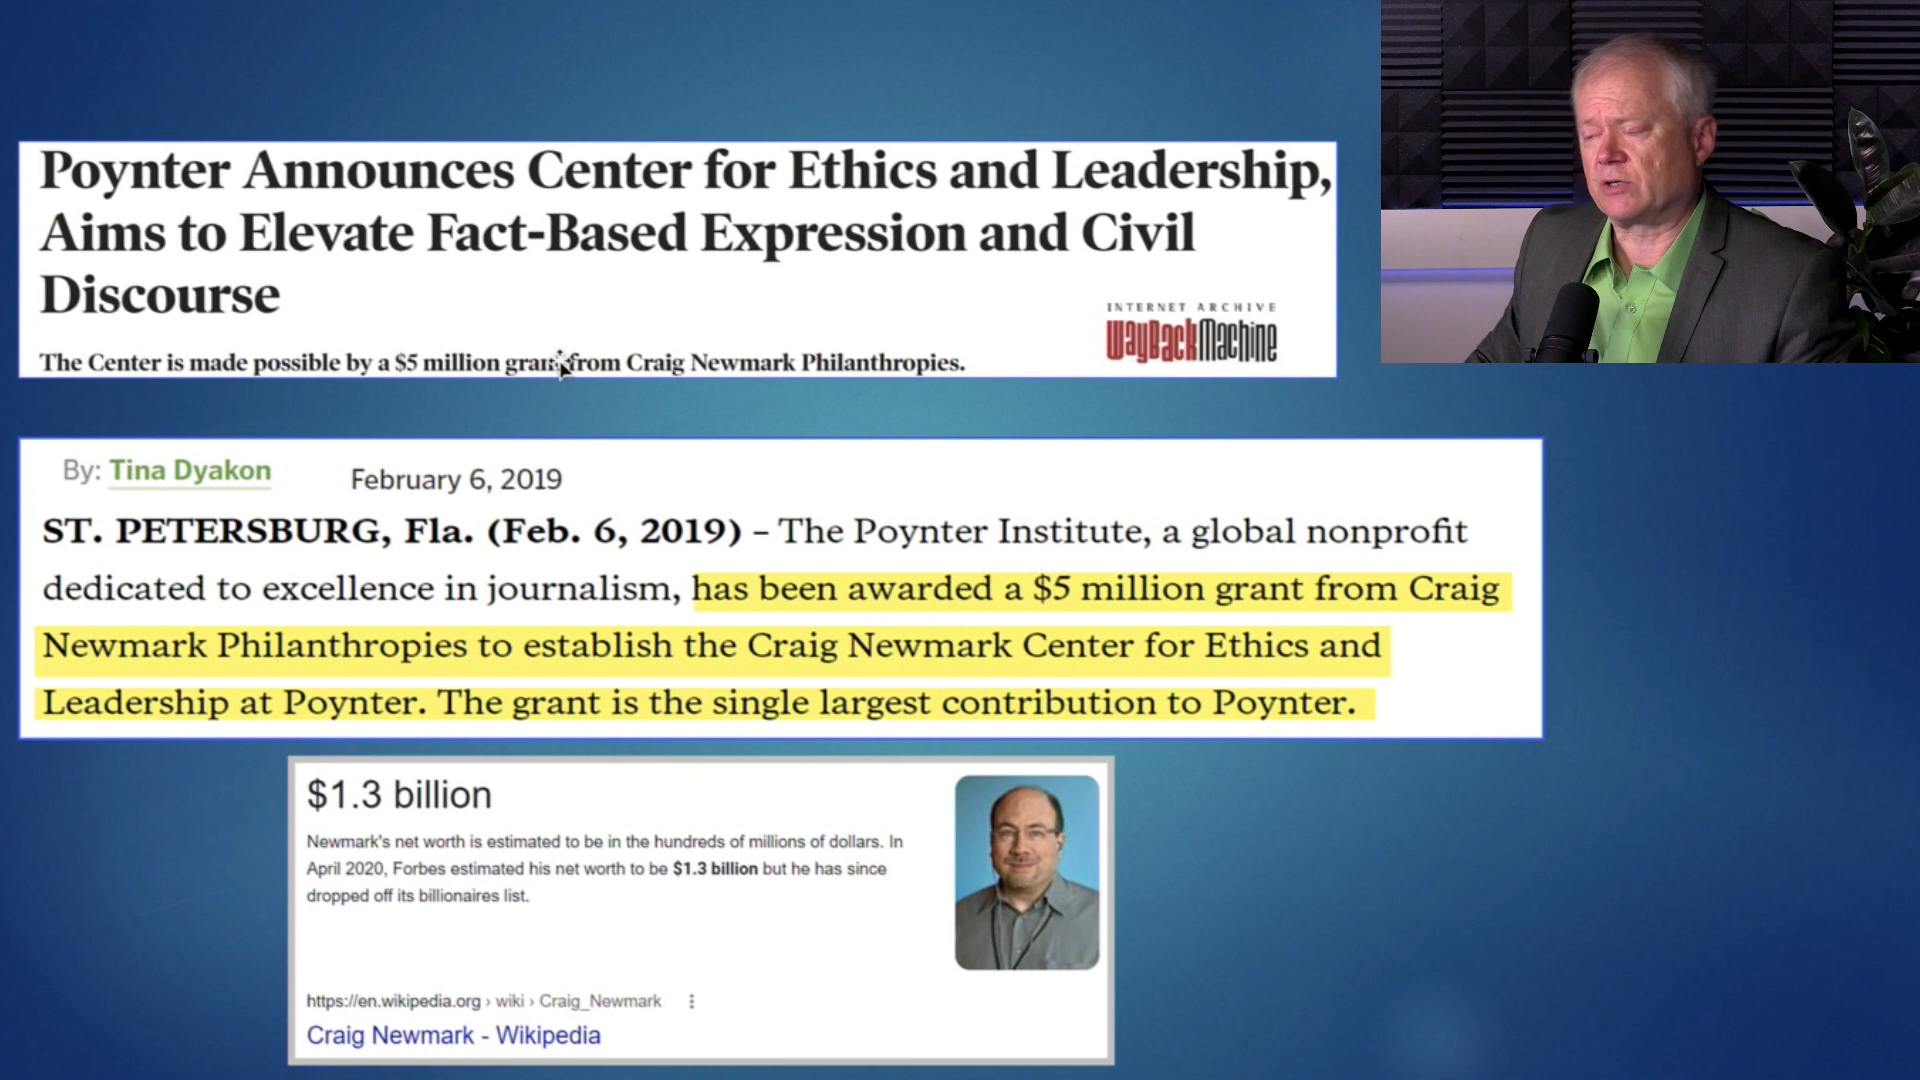 Poynter Announces Center for Ethics and Leadership,
Aims to Elevate Fact-Based Expression and Civil
Discourse
INTERNET ARCHIVE
WayBackMachine
The Center is made possible by a $5 million grant from Craig Newmark Philanthropies.
By: Tina Dyakon
February 6, 2019
ST. PETERSBURG, Fla. (Feb. 6, 2019) – The Poynter Institute, a global nonprofit
dedicated to excellence in journalism, has been awarded a $5 million grant from Craig
Newmark Philanthropies to establish the Craig Newmark Center for Ethics and
Leadership at Poynter. The grant is the single largest contribution to Poynter.
$1.3 billion
Newmark's net worth is estimated to be in the hundreds of millions of dollars. In
April 2020, Forbes estimated his net worth to be $1.3 billion but he has since
dropped off its billionaires list.
https://en.wikipedia.org › wiki › Craig_Newmark
Craig Newmark - Wikipedia